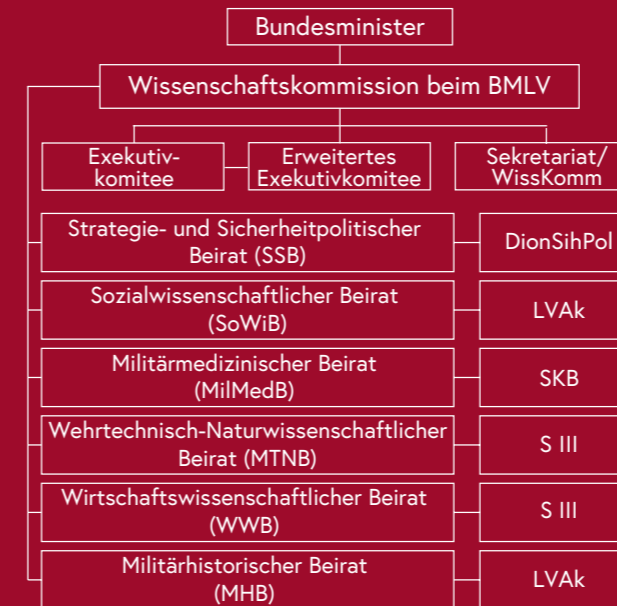 Bundesminister
Wissenschaftskommission beim BMLV
Exekutiv-
komitee
Erweitertes
Exekutivkomitee
Sekretariat/
WissKomm
Strategie- und Sicherheitpolitischer
Beirat (SSB)
DionSihPol
Sozialwissenschaftlicher Beirat
(SoWiB)
LVAk
Militärmedizinischer Beirat
(MilMedB)
SKB
Wehrtechnisch-Naturwissenschaftlicher
Beirat (MTNB)
S III
Wirtschaftswissenschaftlicher Beirat
(WWB)
S III
Militärhistorischer Beirat
(MHB)
LVAk